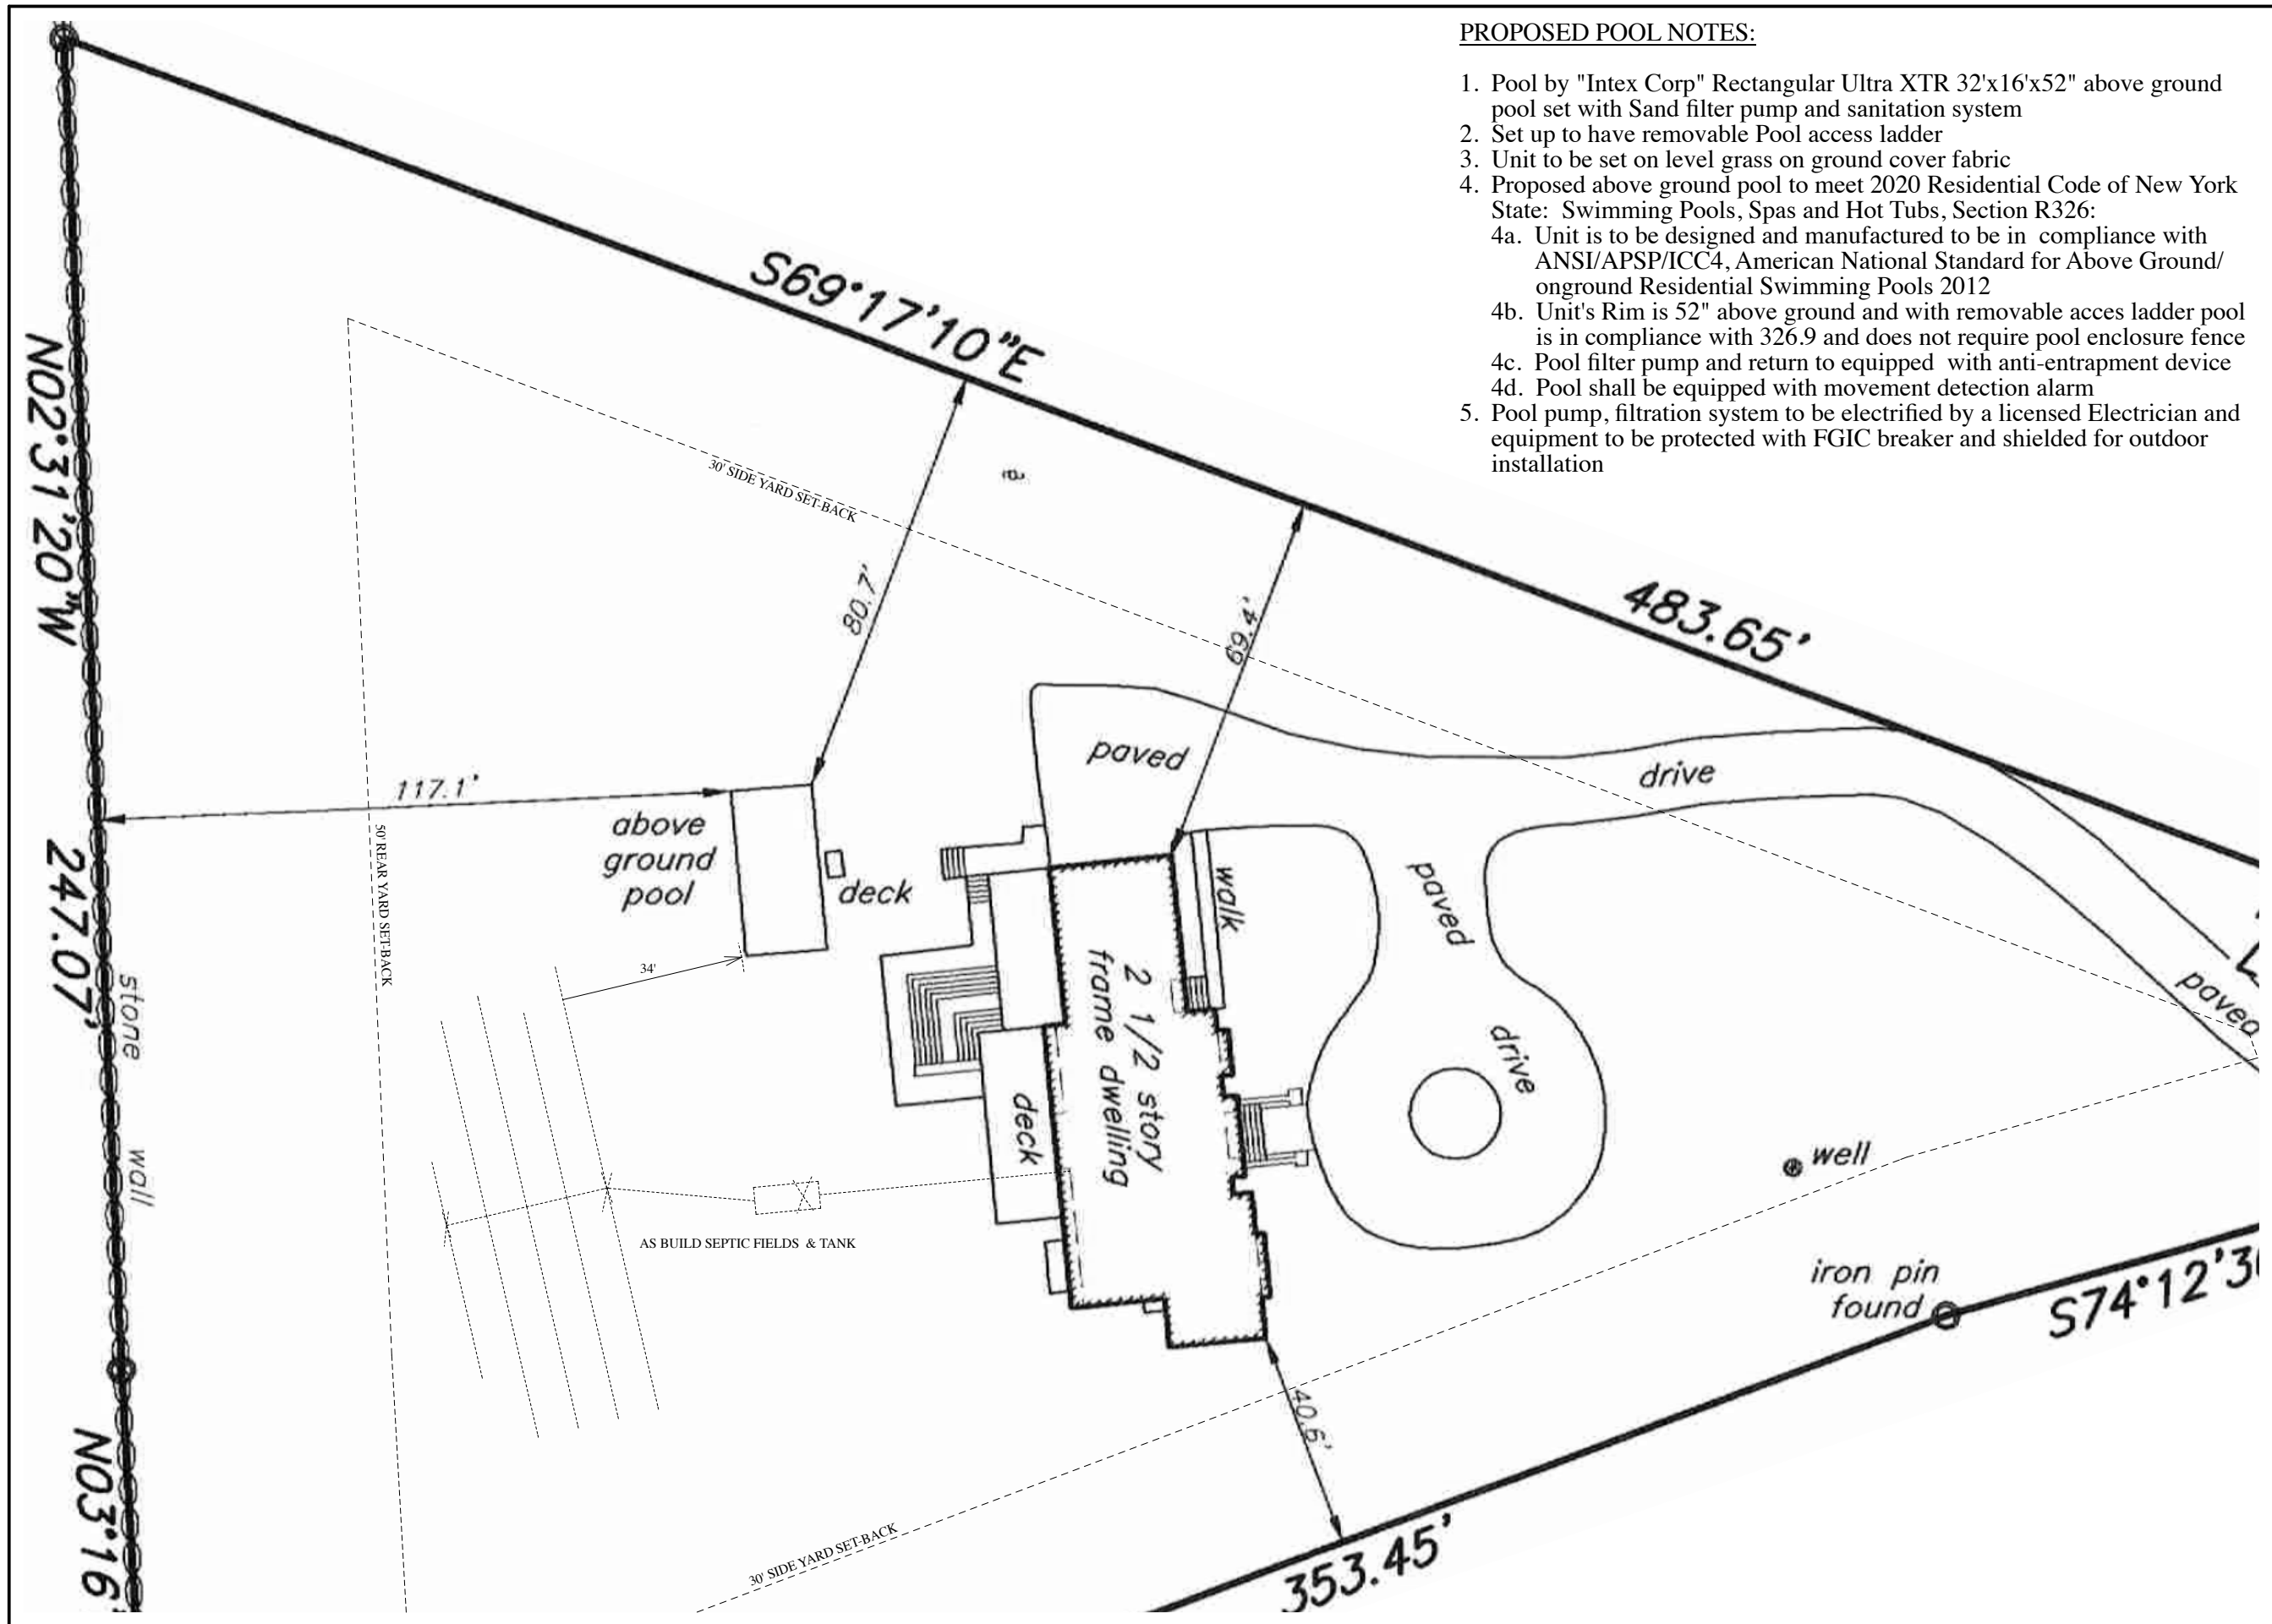 PROPOSED POOL NOTES:
1. Pool by "Intex Corp" Rectangular Ultra XTR 32'x16'x52" above ground
pool set with Sand filter pump and sanitation system
2. Set up to have removable Pool access ladder
3. Unit to be set on level grass on ground cover fabric
4. Proposed above ground pool to meet 2020 Residential Code of New York
State: Swimming Pools, Spas and Hot Tubs, Section R326:
4a. Unit is to be designed and manufactured to be in compliance with
ANSI/APSP/ICC4, American National Standard for Above Ground/
onground Residential Swimming Pools 2012
4b. Unit's Rim is 52" above ground and with removable acces ladder pool
is in compliance with 326.9 and does not require pool enclosure fence
4c. Pool filter pump and return to equipped with anti-entrapment device
4d. Pool shall be equipped with movement detection alarm
5. Pool pump, filtration system to be electrified by a licensed Electrician and
equipment to be protected with FGIC breaker and shielded for outdoor
installation
S69°17'10"E
N02°31'20"W
30' SIDE YARD SET-BACK
80.7'
69.4'
483.65'
paved
drive
117.1'
above
ground
pool
deck
50' REAR YARD SET-BACK
247.07'
walk
paved
drive
34'
stone
wall
2 1/2 story
frame dwelling
deck
paved
well
AS BUILD SEPTIC FIELDS & TANK
iron pin
found
S74°12'3
40.6'
N03°16'
30' SIDE YARD SET-BACK
353.45'